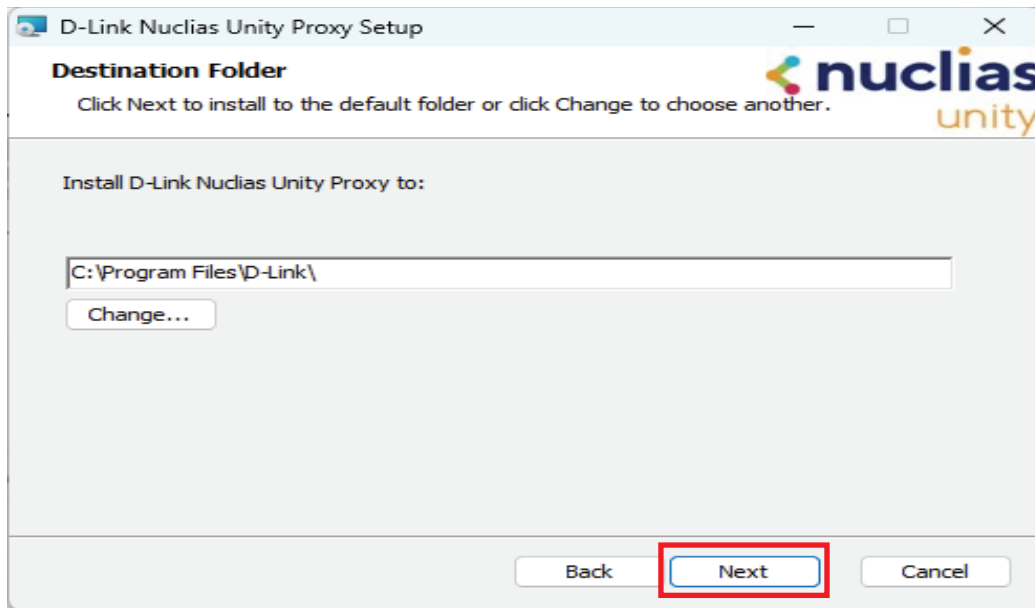 D-Link Nuclias Unity Proxy Setup
Destination Folder
Click Next to install to the default folder or click Change to choose another.
nuclias
unity
Install D-Link Nuclias Unity Proxy to:
C:\Program Files\D-Link\
Change...
Back Next Cancel